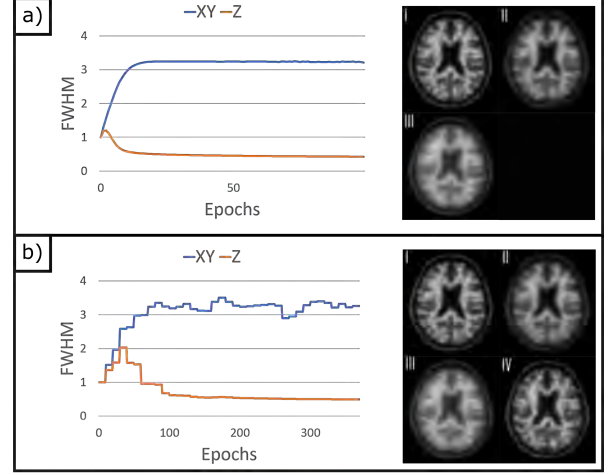 a)
XY Z
4
3
2
1
0
FWHM
0 50
Epochs
I II
III
b)
XY Z
4
3
2
1
0
FWHM
0 100 200 300
Epochs
I II
III IV